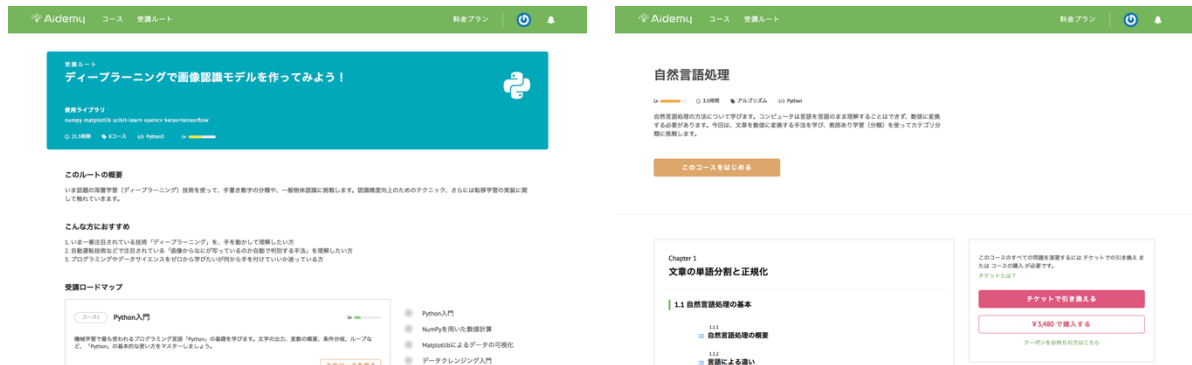 Aidemy コース 受講ルート 料金プラン
受講ルート
ディープラーニングで画像認識モデルを作ってみよう！
使用ライブラリ
numpy matplotlib scikit-learn opencv keras+tensorflow
21.5時間 8コース Python3 Lv
このルートの概要
いま話題の深層学習（ディープラーニング）技術を使って、手書き数字の分類や、一般物体認識に挑戦します。認識精度向上のためのテクニック、さらには転移学習の実装に関
して触れていきます。
こんな方におすすめ
1. いま一番注目されている技術「ディープラーニング」を、手を動かして理解したい方
2. 自動運転技術などで注目されている「画像からなにが写っているのか自動で判別する手法」を理解したい方
3. プログラミングやデータサイエンスをゼロから学びたいが何から手を付けていいか迷っている方
受講ロードマップ
コース1 Python入門 Lv
機械学習で最も使われるプログラミング言語「Python」の基礎を学びます。文字の出力、変数の概要、条件分岐、ループな
ど、「Python」の基本的な使い方をマスターしましょう。
Python入門
NumPyを用いた数値計算
Matplotlibによるデータの可視化
データクレンジング入門
Aidemy コース 受講ルート 料金プラン
自然言語処理
Lv 3.5時間 アルゴリズム Python
自然言語処理の方法について学びます。コンピュータは言語を言語のまま理解することはできず、数値に変換
する必要があります。今回は、文章を数値に変換する手法を学び、教師あり学習（分類）を使ってカテゴリ分
類に挑戦します。
このコースをはじめる
Chapter 1
文章の単語分割と正規化
1.1 自然言語処理の基本
1.1.1
自然言語処理の概要
1.1.2
言語による違い
このコースのすべての問題を演習するには チケットでの引き換え ま
たは コースの購入 が必要です。
チケットとは？
チケットで引き換える
¥3,480 で購入する
クーポンをお持ちの方はこちら